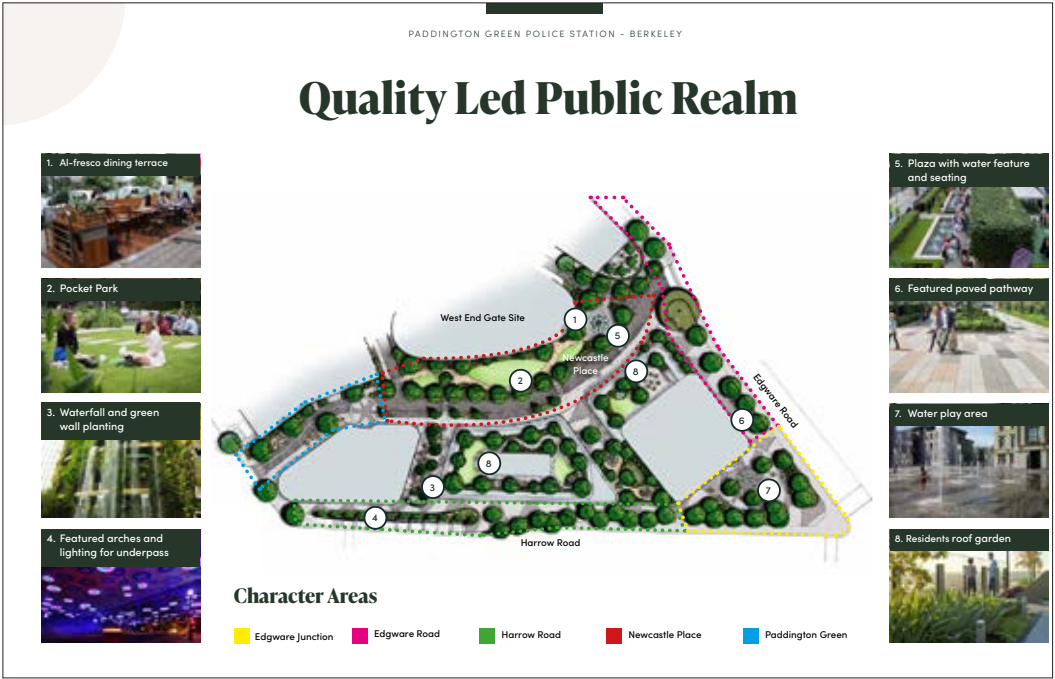 PADDINGTON GREEN POLICE STATION - BERKELEY
Quality Led Public Realm
1. Al-fresco dining terrace
2. Pocket Park
3. Waterfall and green
wall planting
4. Featured arches and
lighting for underpass
West End Gate Site
1
5
Newcastle
Place
2
8
Edgware Road
6
8
3
7
4
Harrow Road
5. Plaza with water feature
and seating
6. Featured paved pathway
7. Water play area
8. Residents roof garden
Character Areas
Edgware Junction
Edgware Road
Harrow Road
Newcastle Place
Paddington Green